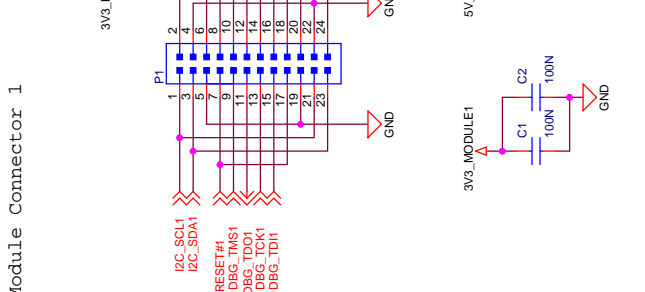 Module Connector 1
3V3_
P1
2
4
6
8
10
12
14
16
18
20
22
24
1
3
5
7
9
11
13
15
17
19
21
23
GND
GND
I2C_SCL1
I2C_SDA1
RESET#1
DBG_TMS1
DBG_TDO1
DBG_TCK1
DBG_TDI1
5V_
3V3_MODULE1
C2
100N
C1
100N
GND